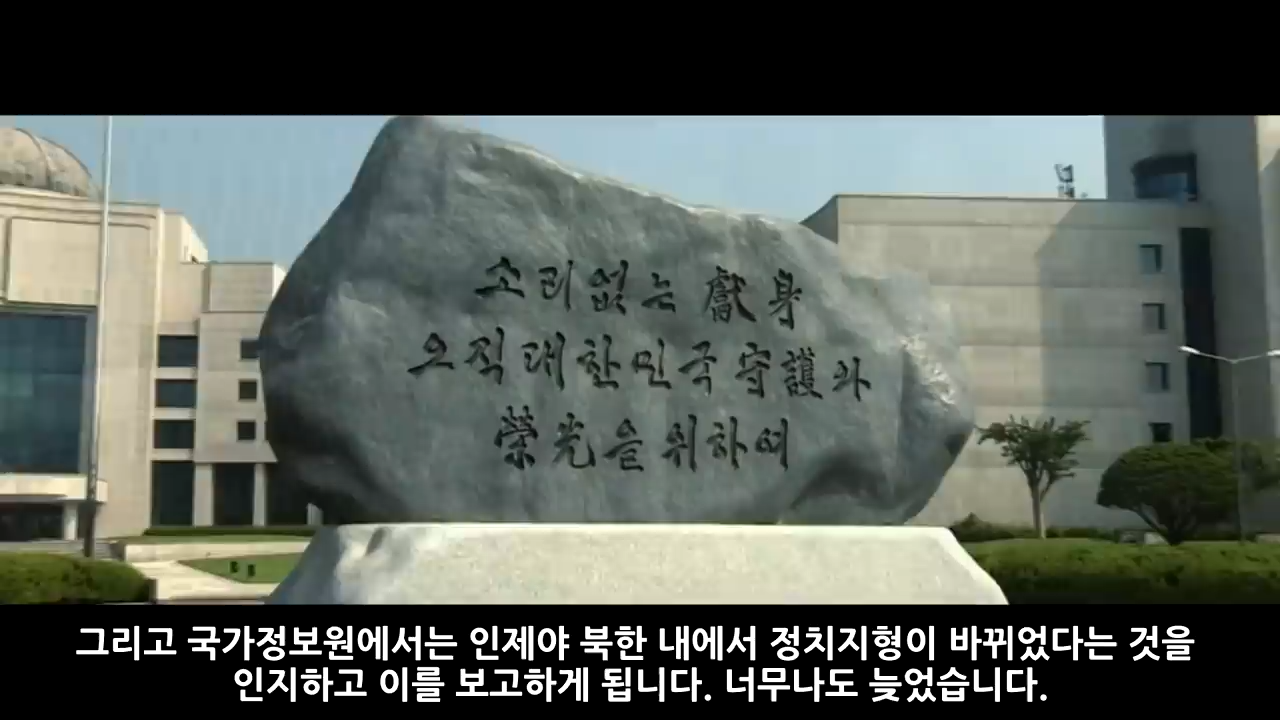 소리없는 獻身
오직 대한민국 守護와
榮光을 위하여
그리고 국가정보원에서는 인제야 북한 내에서 정치지형이 바뀌었다는 것을
인지하고 이를 보고하게 됩니다. 너무나도 늦었습니다.